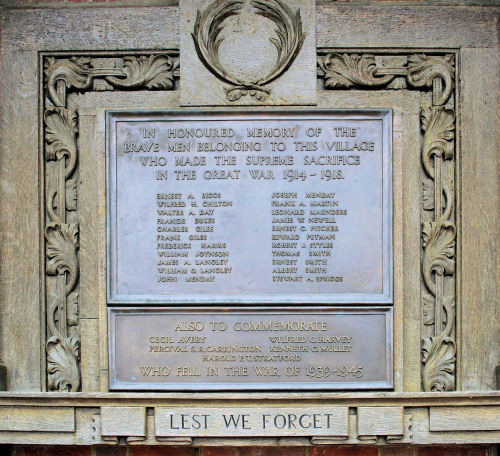 IN HONOURED MEMORY OF THE
BRAVE MEN BELONGING TO THIS VILLAGE
WHO MADE THE SUPREME SACRIFICE
IN THE GREAT WAR 1914-1918.
ERNEST A. BIGGS
WILFRED H. CHILTON
WALTER A. DAY
FRANCIS DUKES
CHARLES GILES
FRANK GILES
FREDERICK HARRIS
WILLIAM JOYNSON
JAMES A. LANGLEY
WILLIAM G. LANGLEY
JOHN MENDAY
JOSEPH MENDAY
FRANK A. MARTIN
LEONARD MAUNDERS
JAMES W. NEWELL
ERNEST C. PITCHER
EDWARD PUTMAN
ROBERT J. STYLES
THOMAS SMITH
ERNEST SMITH
ALBERT SMITH
STEWART A. SPRIGGS
ALSO TO COMMEMORATE
CECIL AVERY WILFRED G. HARVEY
PERCIVAL S.R. CARRINGTON KENNETH C. MULLET
HAROLD P.T. STRATFORD
WHO FELL IN THE WAR OF 1939-1945
LEST WE FORGET